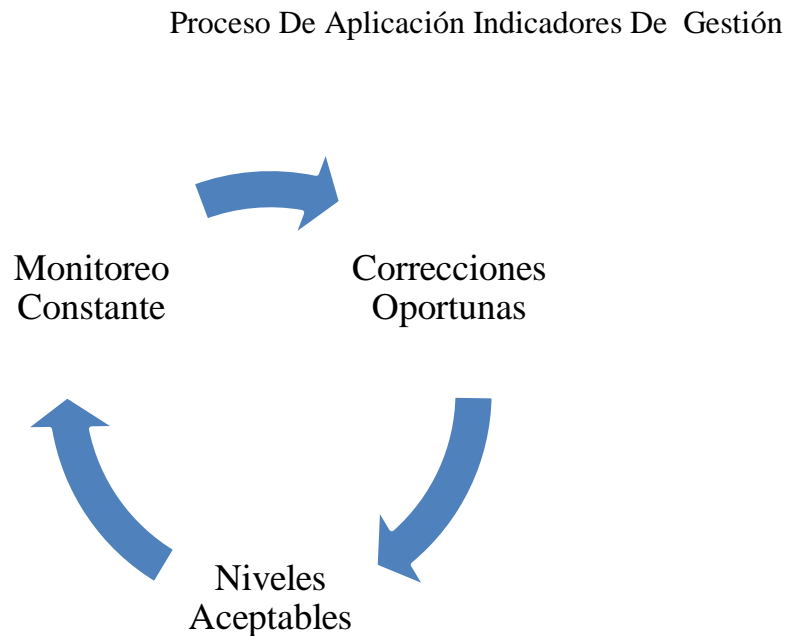 Proceso De Aplicación Indicadores De  Gestión
Monitoreo
Constante
Correcciones
Oportunas
Niveles
Aceptables